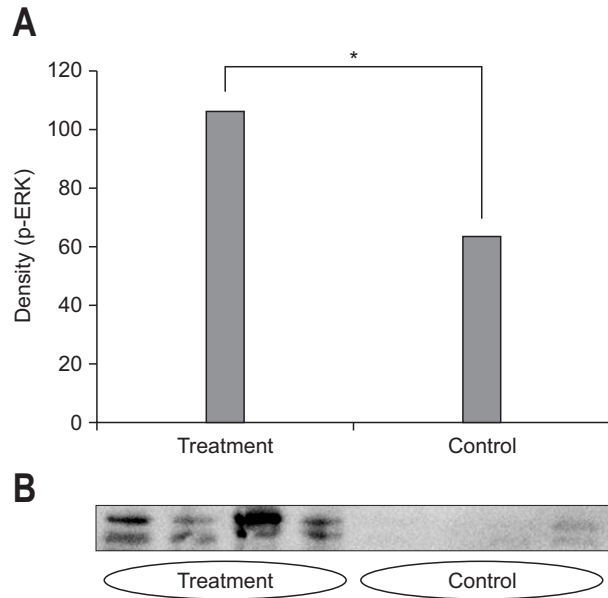 A
*
120
100
80
60
40
20
0
Density (p-ERK)
Treatment Control
B
Treatment Control